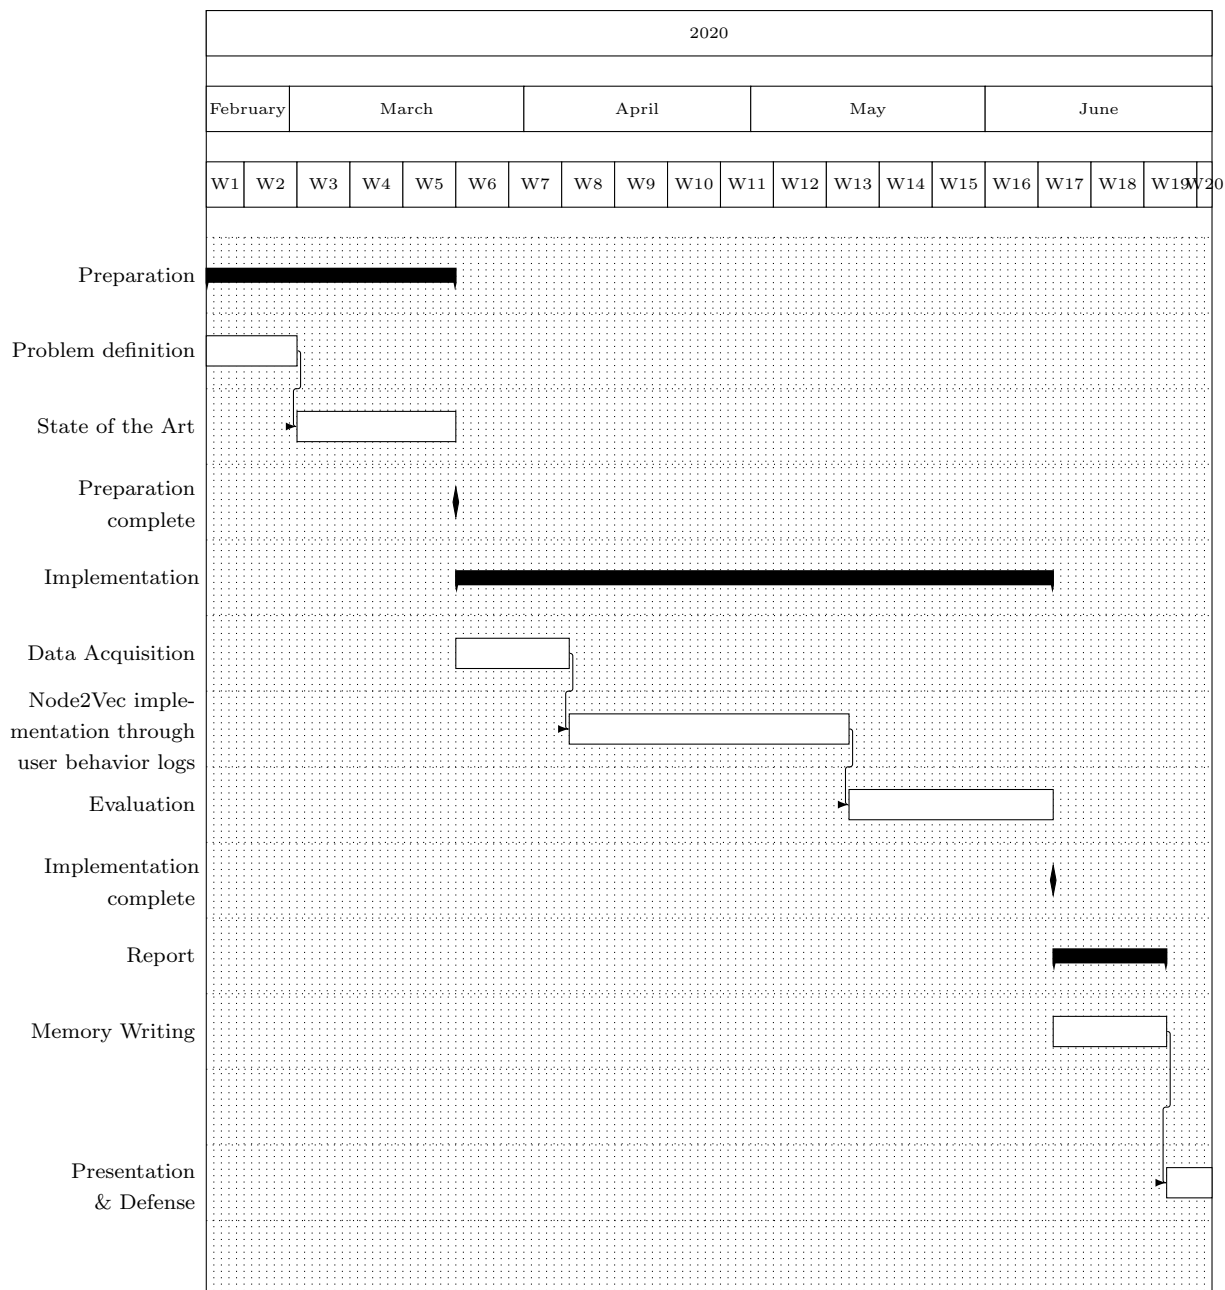 2020
February March April May June
W1 W2 W3 W4 W5 W6 W7 W8 W9 W10 W11 W12 W13 W14 W15 W16 W17 W18 W19 W20
Preparation
Problem definition
State of the Art
Preparation
complete
Implementation
Data Acquisition
Node2Vec imple-
mentation through
user behavior logs
Evaluation
Implementation
complete
Report
Memory Writing
Presentation
& Defense